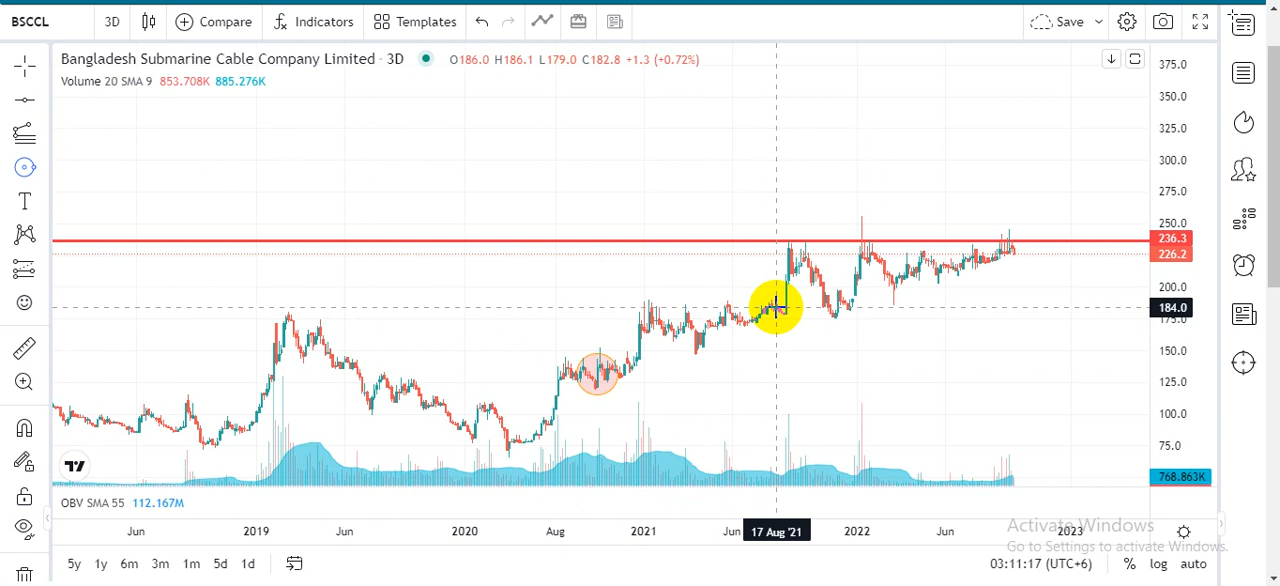 BSCCL 3D Compare Indicators Templates Save
Bangladesh Submarine Cable Company Limited · 3D O186.0 H186.1 L179.0 C182.8 +1.3 (+0.72%)
Volume 20 SMA 9 853.708K 885.276K
375.0
350.0
325.0
300.0
275.0
250.0
236.3
226.2
200.0
184.0
175.0
150.0
125.0
100.0
75.0
768.863K
OBV SMA 55 112.167M
Jun 2019 Jun 2020 Aug 2021 Jun 17 Aug '21 2022 Jun 2023
Activate Windows
Go to Settings to activate Windows.
5y 1y 6m 3m 1m 5d 1d 03:11:17 (UTC+6) % log auto